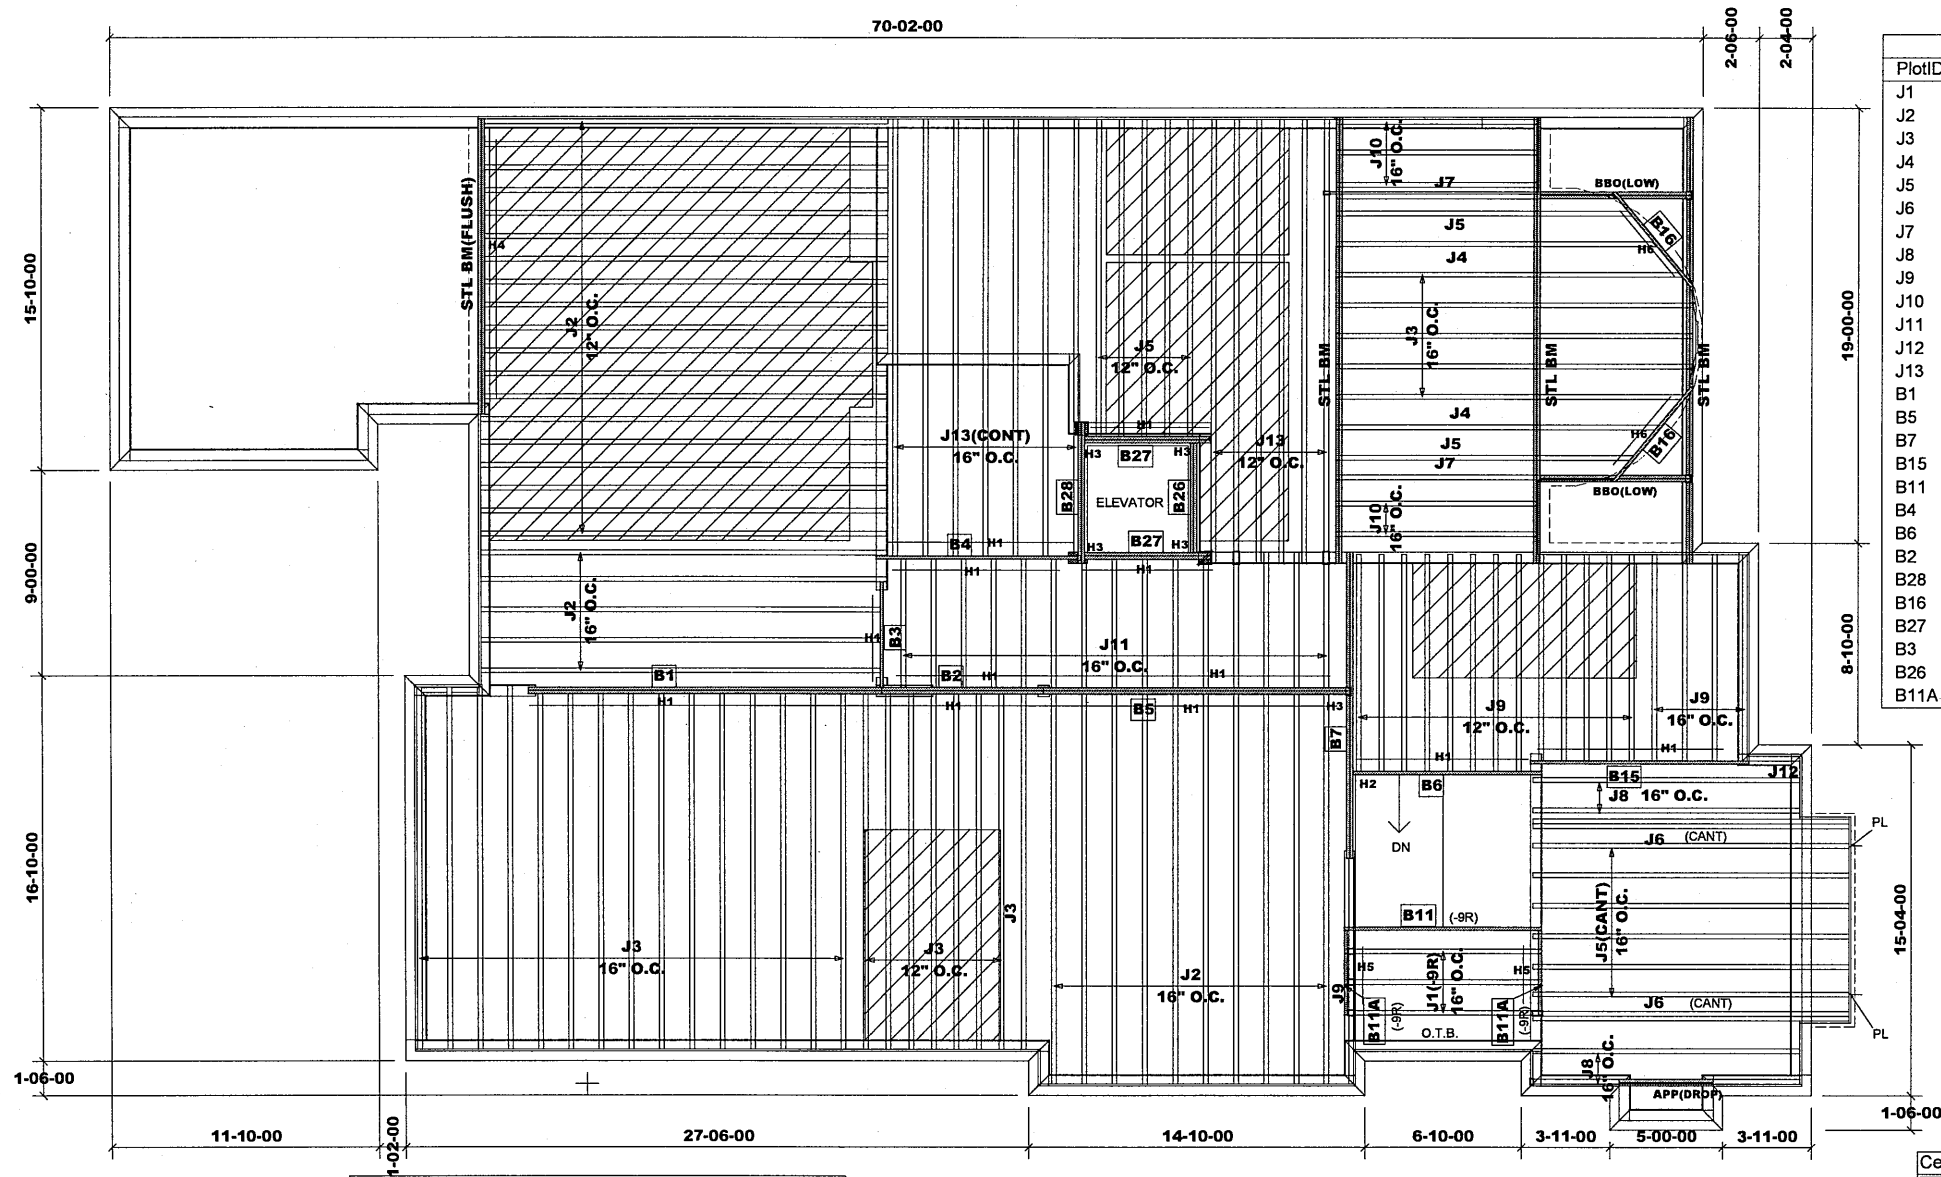 70-02-00
2-06-00
2-04-00
PlotID
J1
J2
J3
J4
J5
J6
J7
J8
J9
J10
J11
J12
J13
B1
B5
B7
B15
B11
B4
B6
B2
B28
B16
B27
B3
B26
B11A
15-10-00
9-00-00
16-10-00
1-06-00
19-00-00
8-10-00
15-04-00
1-06-00
STL BM(FLUSH)
H4
J2
12" O.C.
J10
16" O.C.
J7
BBO(LOW)
J5
B16
H6
J4
J3
16" O.C.
J5
12" O.C.
STL BM
STL BM
STL BM
J4
H6
B16
J5
J7
BBO(LOW)
J10
16" O.C.
J13(CONT)
16" O.C.
H1
J13
12" O.C.
H3
B27
H3
B28
ELEVATOR
B26
B4
H1
H3
B27
H3
H1
H1
J2
16" O.C.
H1
B3
J11
16" O.C.
B1
B2
H1
H1
H1
H1
B5
H1
H3
B7
J9
12" O.C.
J9
16" O.C.
H1
H1
H2
B6
B15
J12
J8 16" O.C.
DN
J6 (CANT)
PL
J3
J5(CANT)
16" O.C.
B11 (-9R)
J3
16" O.C.
J3
12" O.C.
J2
16" O.C.
J9
H5
J1(-9R)
16" O.C.
H5
B11A
(-9R)
B11A
(-9R)
O.T.B.
J6 (CANT)
PL
J8
16" O.C.
APP(DROP)
11-10-00
1-02-00
27-06-00
14-10-00
6-10-00
3-11-00
5-00-00
3-11-00
Ce